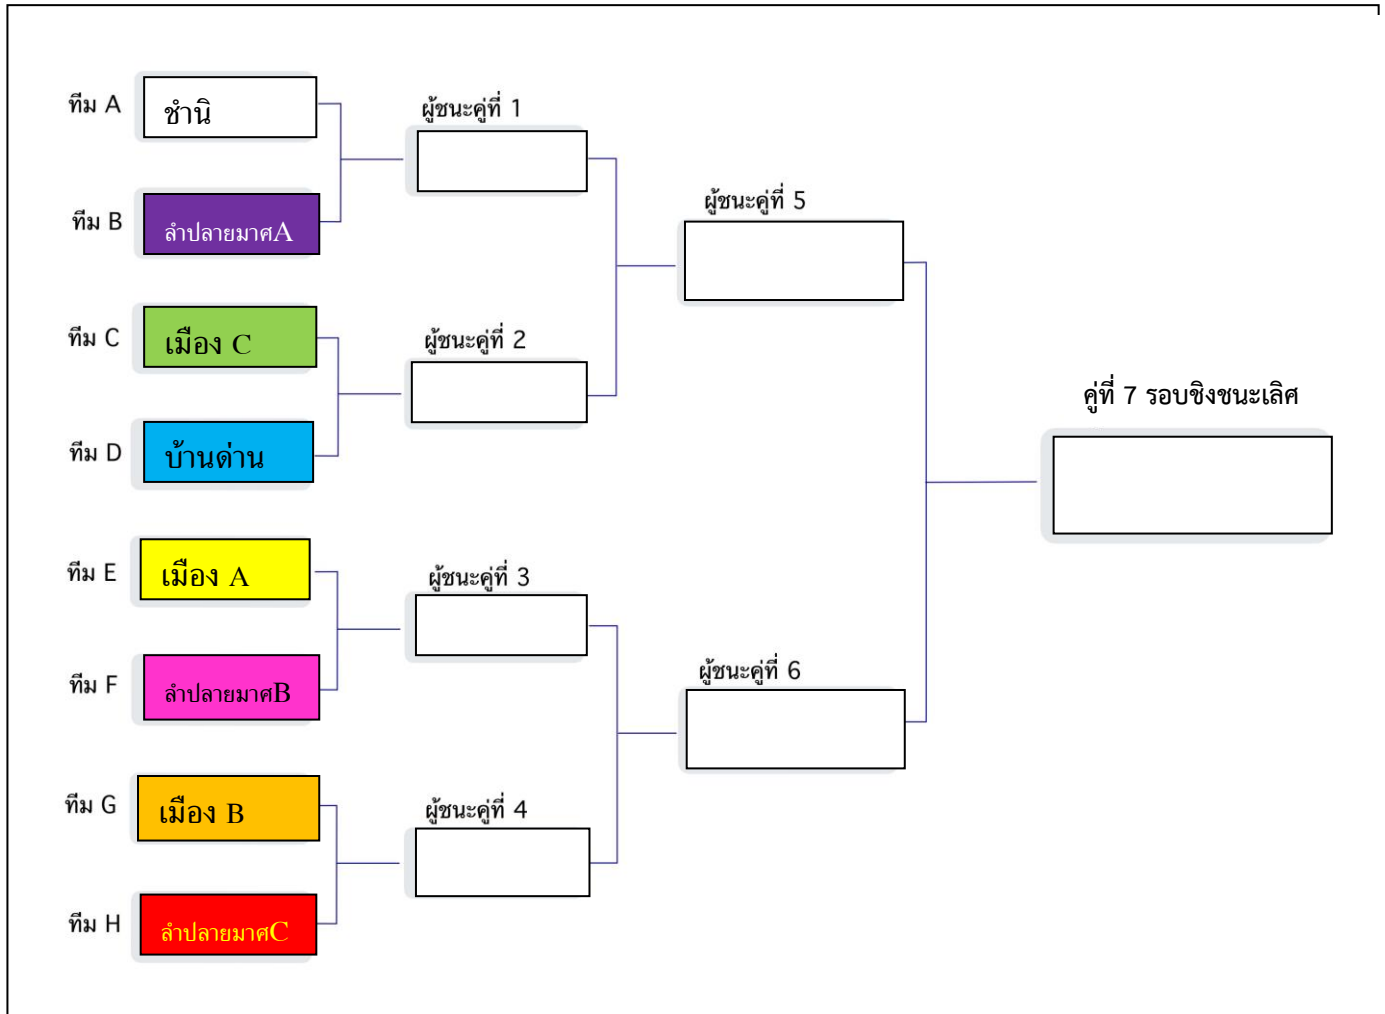 ทีม A
ชำนิ
ผู้ชนะคู่ที่ 1
ทีม B
ลำปลายมาศA
ผู้ชนะคู่ที่ 5
ทีม C
เมือง C
ผู้ชนะคู่ที่ 2
คู่ที่ 7 รอบชิงชนะเลิศ
ทีม D
บ้านด่าน
ทีม E
เมือง A
ผู้ชนะคู่ที่ 3
ทีม F
ลำปลายมาศB
ผู้ชนะคู่ที่ 6
ทีม G
เมือง B
ผู้ชนะคู่ที่ 4
ทีม H
ลำปลายมาศC